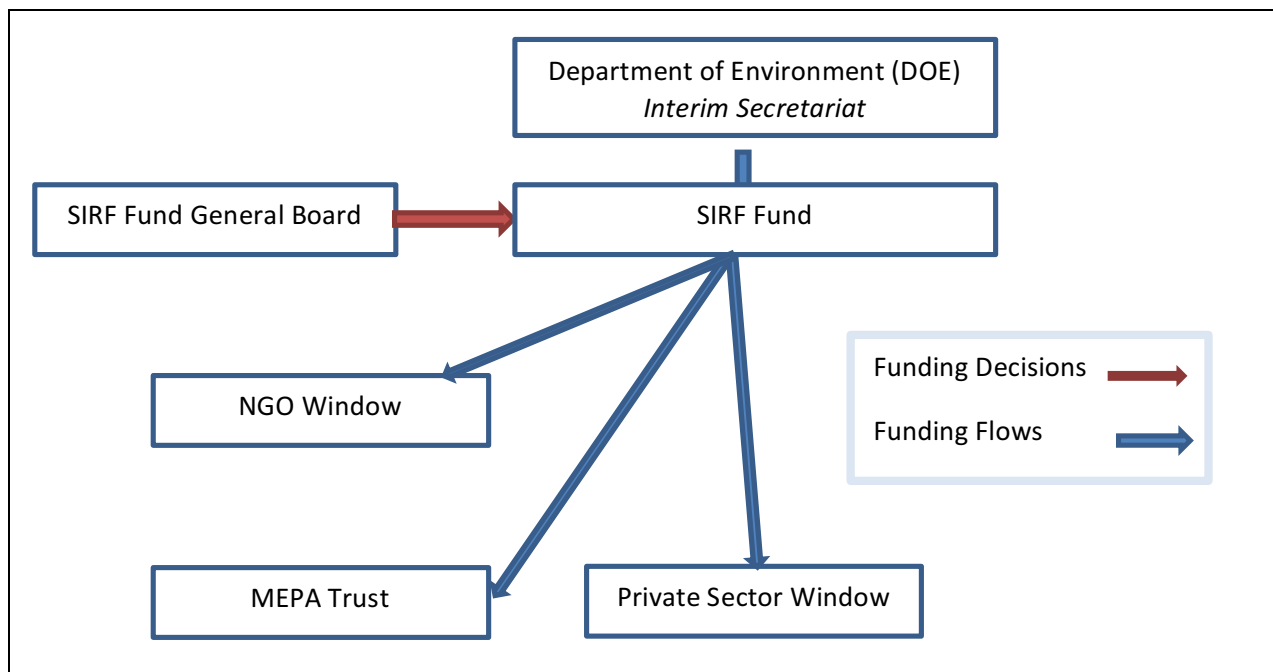 Department of Environment (DOE)
Interim Secretariat
SIRF Fund General Board
SIRF Fund
NGO Window
Funding Decisions
Funding Flows
MEPA Trust
Private Sector Window